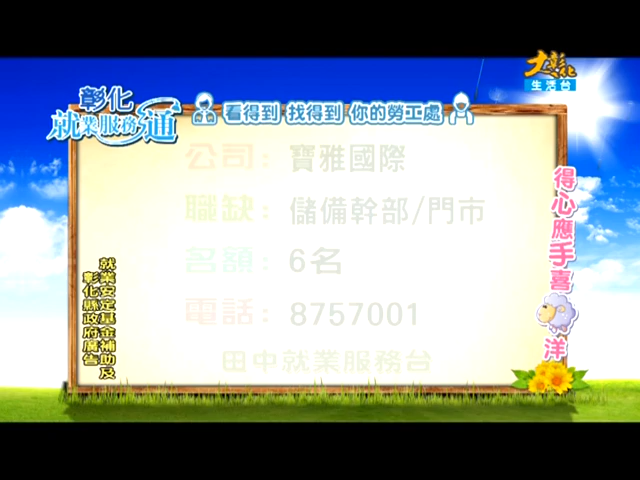 大彰化
生活台
彰化
就業服務通
看得到 找得到 你的勞工處
公司：寶雅國際
職缺：儲備幹部/門市
名額：6名
電話：8757001
田中就業服務台
得心應手喜洋
就業安定基金補助及
彰化縣政府廣告